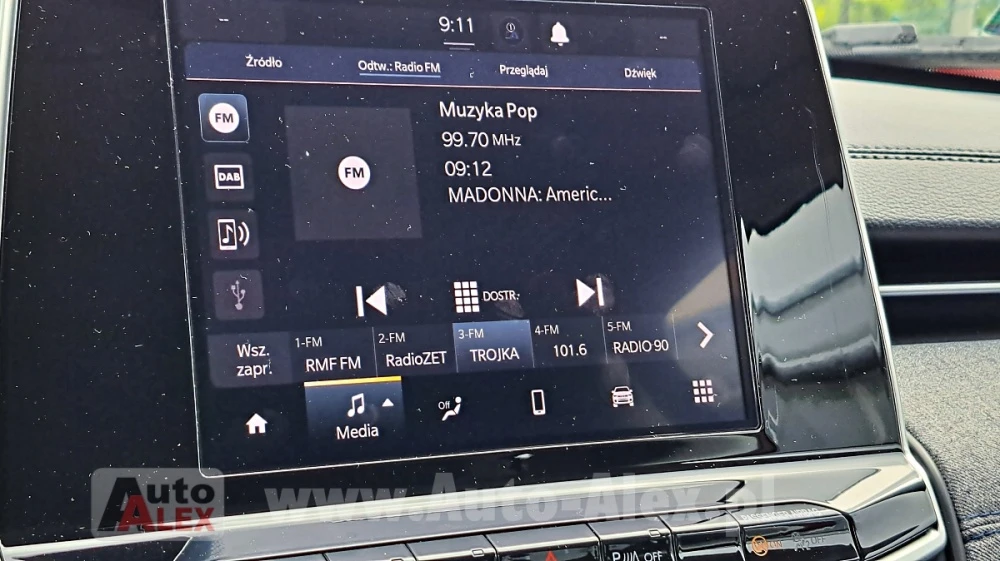 9:11
Źródło
Odtw.: Radio FM
Przeglądaj
Dźwięk
FM
DAB
FM
Muzyka Pop
99.70 MHz
09:12
MADONNA: Americ...
DOSTR.
Wsz.
zapr.
1-FM
RMF FM
2-FM
RadioZET
3-FM
TROJKA
4-FM
101.6
5-FM
RADIO 90
Media
Off
Auto
ALEX
www.Auto-Alex.pl
OFF
OFF